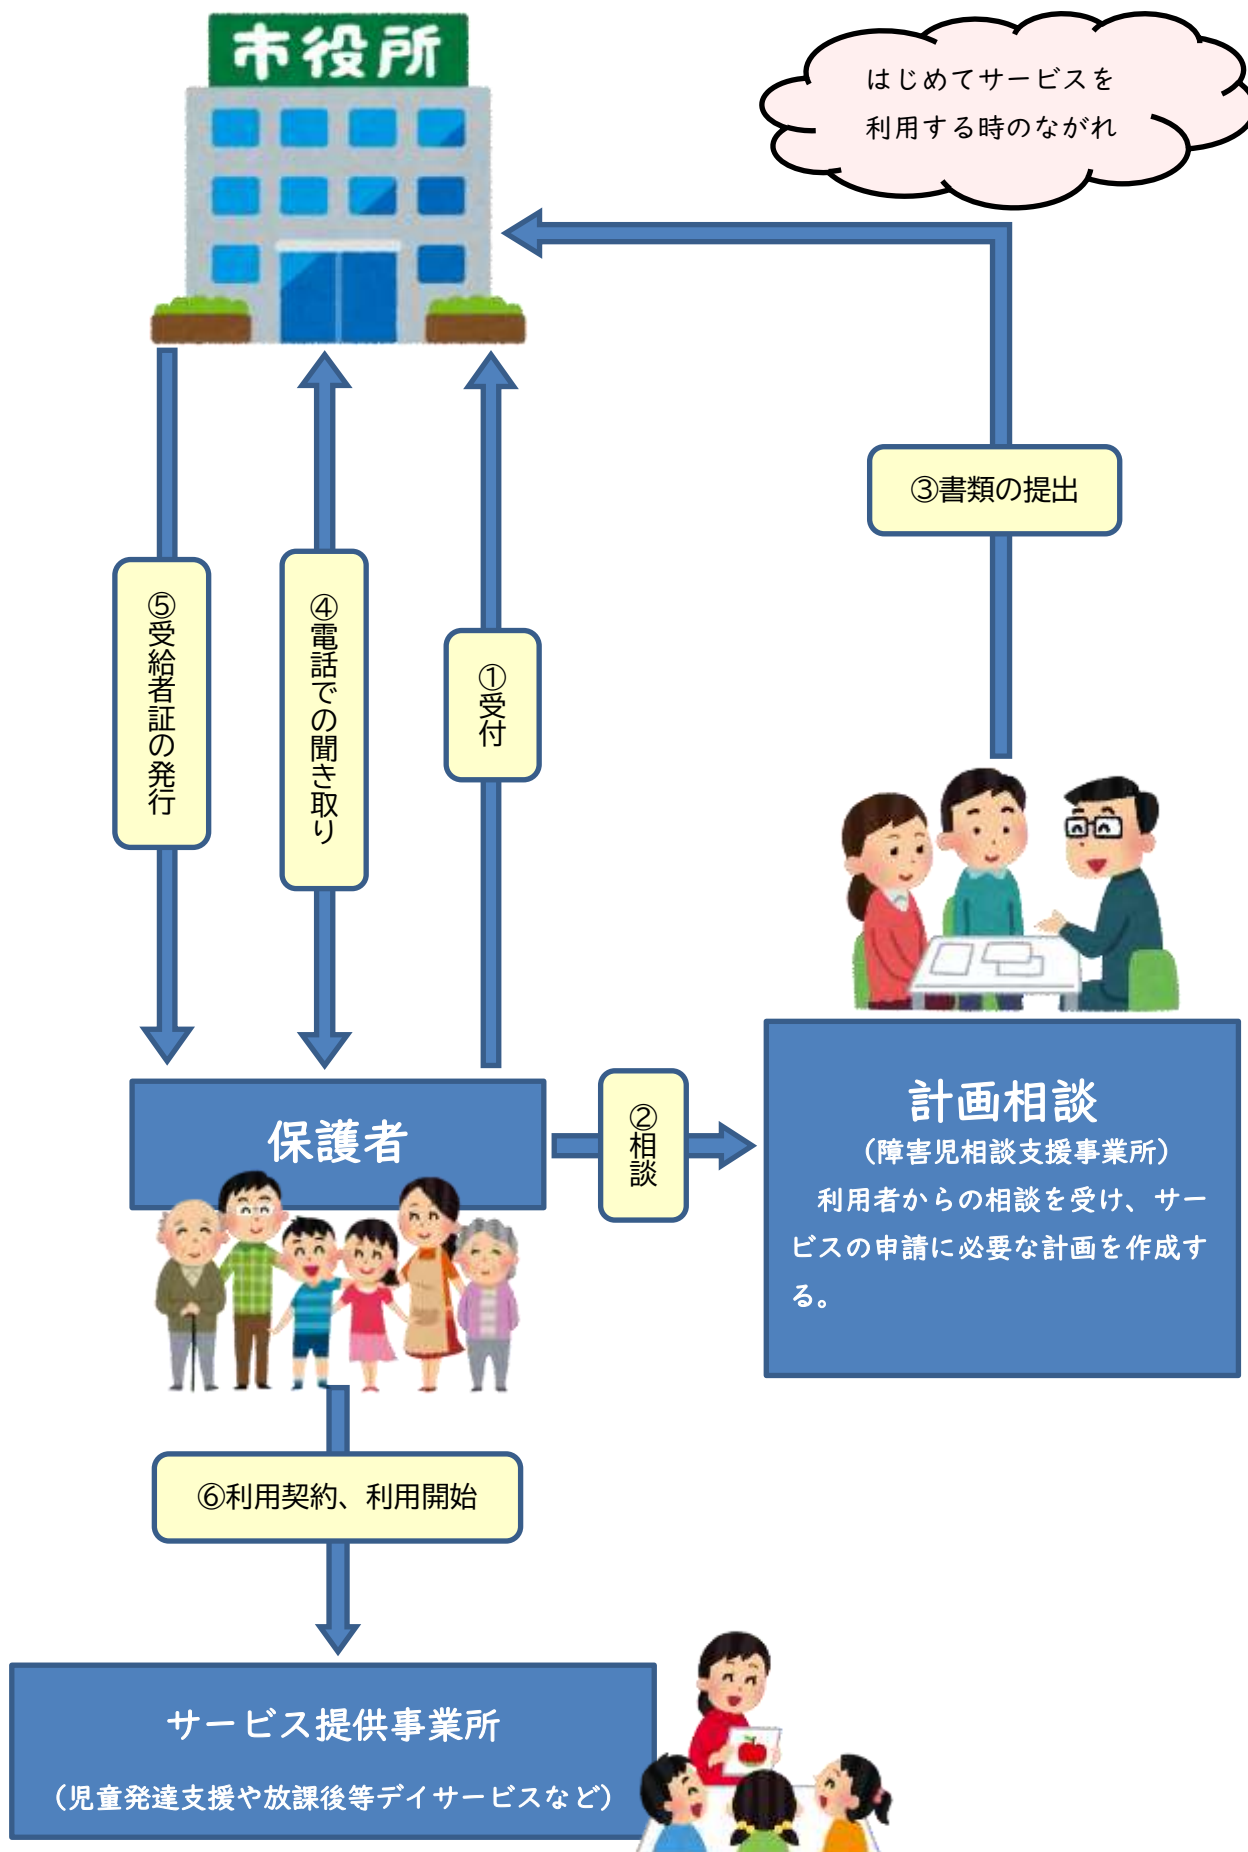 市役所
はじめてサービスを
利用する時のながれ
③書類の提出
⑤受給者証の発行
④電話での聞き取り
①受付
保護者
②相談
計画相談
（障害児相談支援事業所）
利用者からの相談を受け、サー
ビスの申請に必要な計画を作成す
る。
⑥利用契約、利用開始
サービス提供事業所
（児童発達支援や放課後等デイサービスなど）